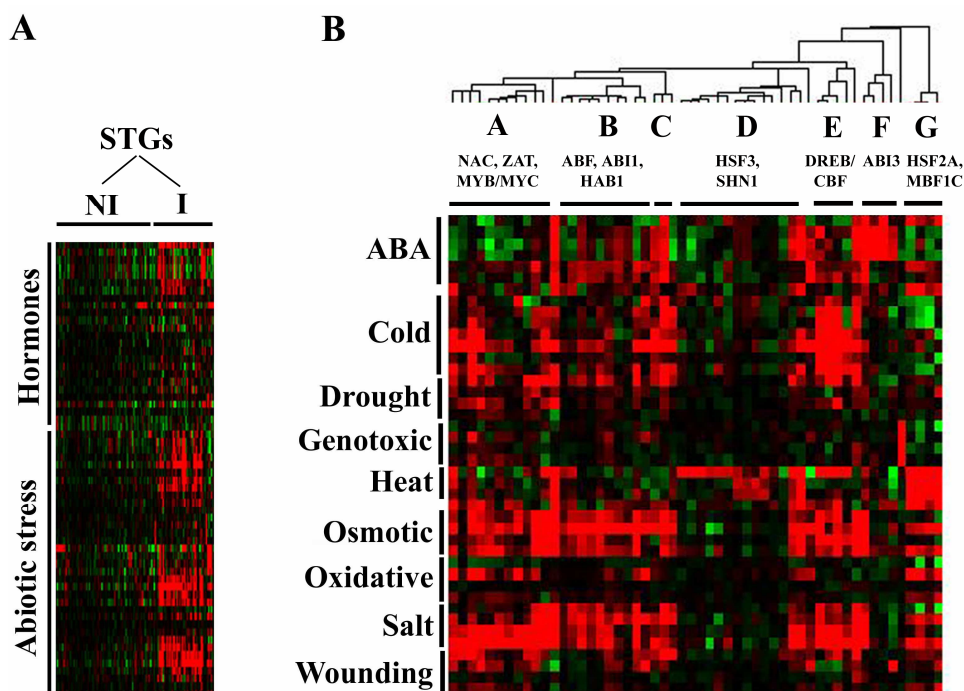 A
STGs
NI I
Hormones
Abiotic stress
B
A B C D E F G
NAC, ZAT,
MYB/MYC
ABF, ABI1,
HAB1
HSF3,
SHN1
DREB/
CBF
ABI3
HSF2A,
MBF1C
ABA
Cold
Drought
Genotoxic
Heat
Osmotic
Oxidative
Salt
Wounding